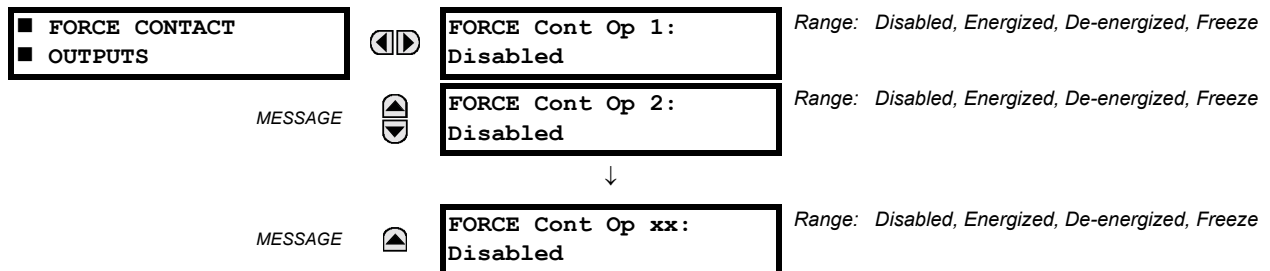 ■ FORCE CONTACT
■ OUTPUTS
FORCE Cont Op 1:
Disabled
Range: Disabled, Energized, De-energized, Freeze
MESSAGE
FORCE Cont Op 2:
Disabled
Range: Disabled, Energized, De-energized, Freeze
↓
MESSAGE
FORCE Cont Op xx:
Disabled
Range: Disabled, Energized, De-energized, Freeze